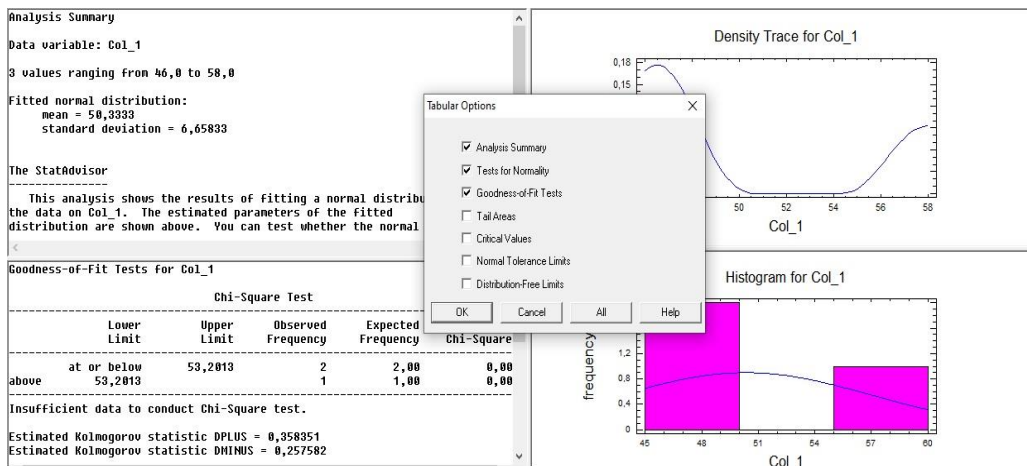 Analysis Summary
Data variable: Col_1
3 values ranging from 46,0 to 58,0
Fitted normal distribution:
mean = 50,3333
standard deviation = 6,65833
The StatAdvisor
---------------
This analysis shows the results of fitting a normal distribu
the data on Col_1. The estimated parameters of the fitted
distribution are shown above. You can test whether the normal
Goodness-of-Fit Tests for Col_1
Chi-Square Test
Lower Upper Observed Expected
Limit Limit Frequency Frequency Chi-Square
at or below 53,2013 2 2,00 0,00
above 53,2013 1 1,00 0,00
Insufficient data to conduct Chi-Square test.
Estimated Kolmogorov statistic DPLUS = 0,358351
Estimated Kolmogorov statistic DMINUS = 0,257582
Tabular Options
Analysis Summary
Tests for Normality
Goodness-of-Fit Tests
Tail Areas
Critical Values
Normal Tolerance Limits
Distribution-Free Limits
OK Cancel All Help
Density Trace for Col_1
0,18
0,15
50 52 54 56 58
Col_1
Histogram for Col_1
frequency
1,2
0,8
0,4
0
45 48 51 54 57 60
Col_1